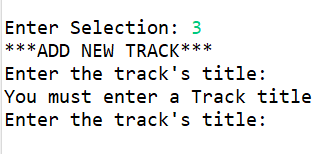 Enter Selection: 3
***ADD NEW TRACK***
Enter the track's title:
You must enter a Track title
Enter the track's title: